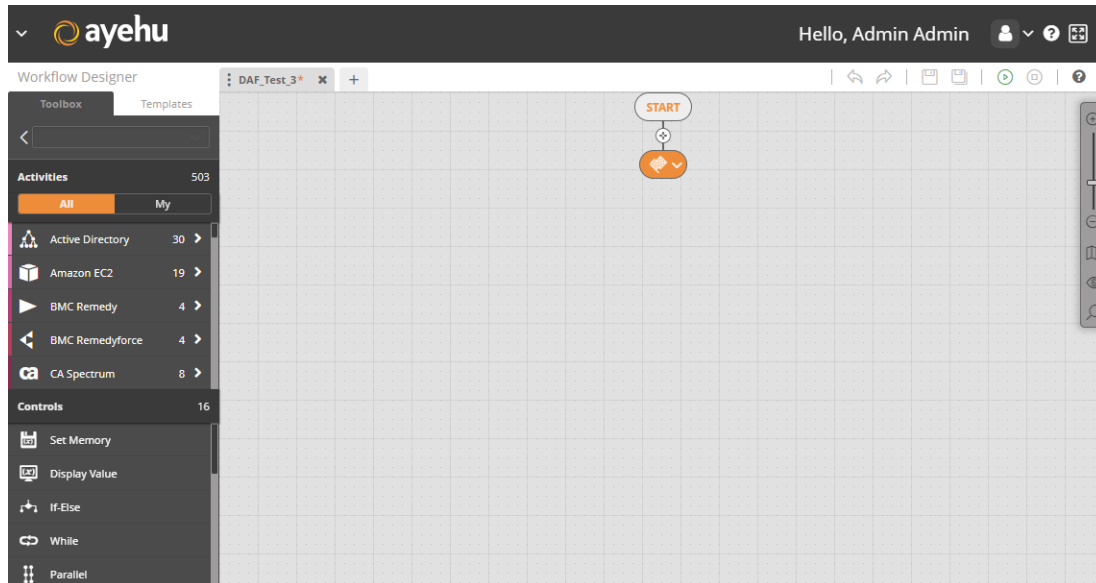 ayehu
Hello, Admin Admin
Workflow Designer
DAF_Test_3*
Toolbox
Templates
START
Activities 503
All
My
Active Directory 30
Amazon EC2 19
BMC Remedy 4
BMC Remedyforce 4
ca CA Spectrum 8
Controls 16
Set Memory
Display Value
If-Else
While
Parallel